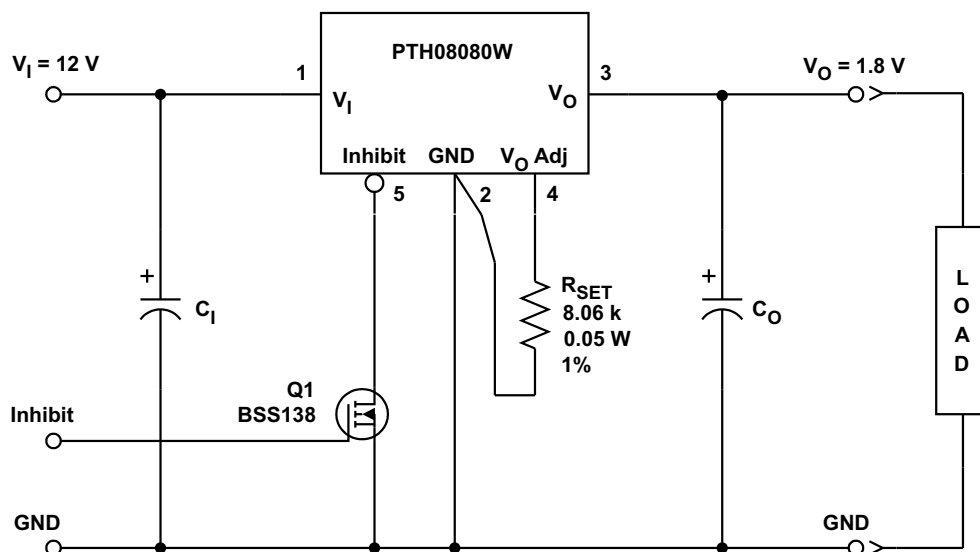 PTH08080W
V_I = 12 V
1
3
V_O = 1.8 V
V_I
V_O
Inhibit
GND
V_O Adj
5
2
4
+
C_I
R_SET
8.06 k
0.05 W
1%
+
C_O
L
O
A
D
Q1
BSS138
Inhibit
GND
GND